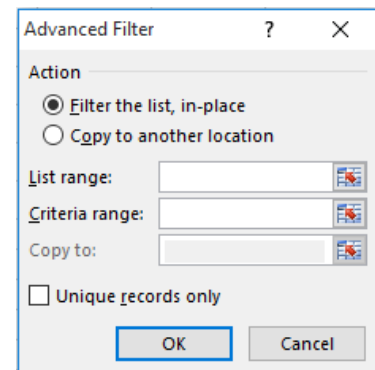 Advanced Filter ? ×
Action
Filter the list, in-place
Copy to another location
List range:
Criteria range:
Copy to:
Unique records only
OK Cancel